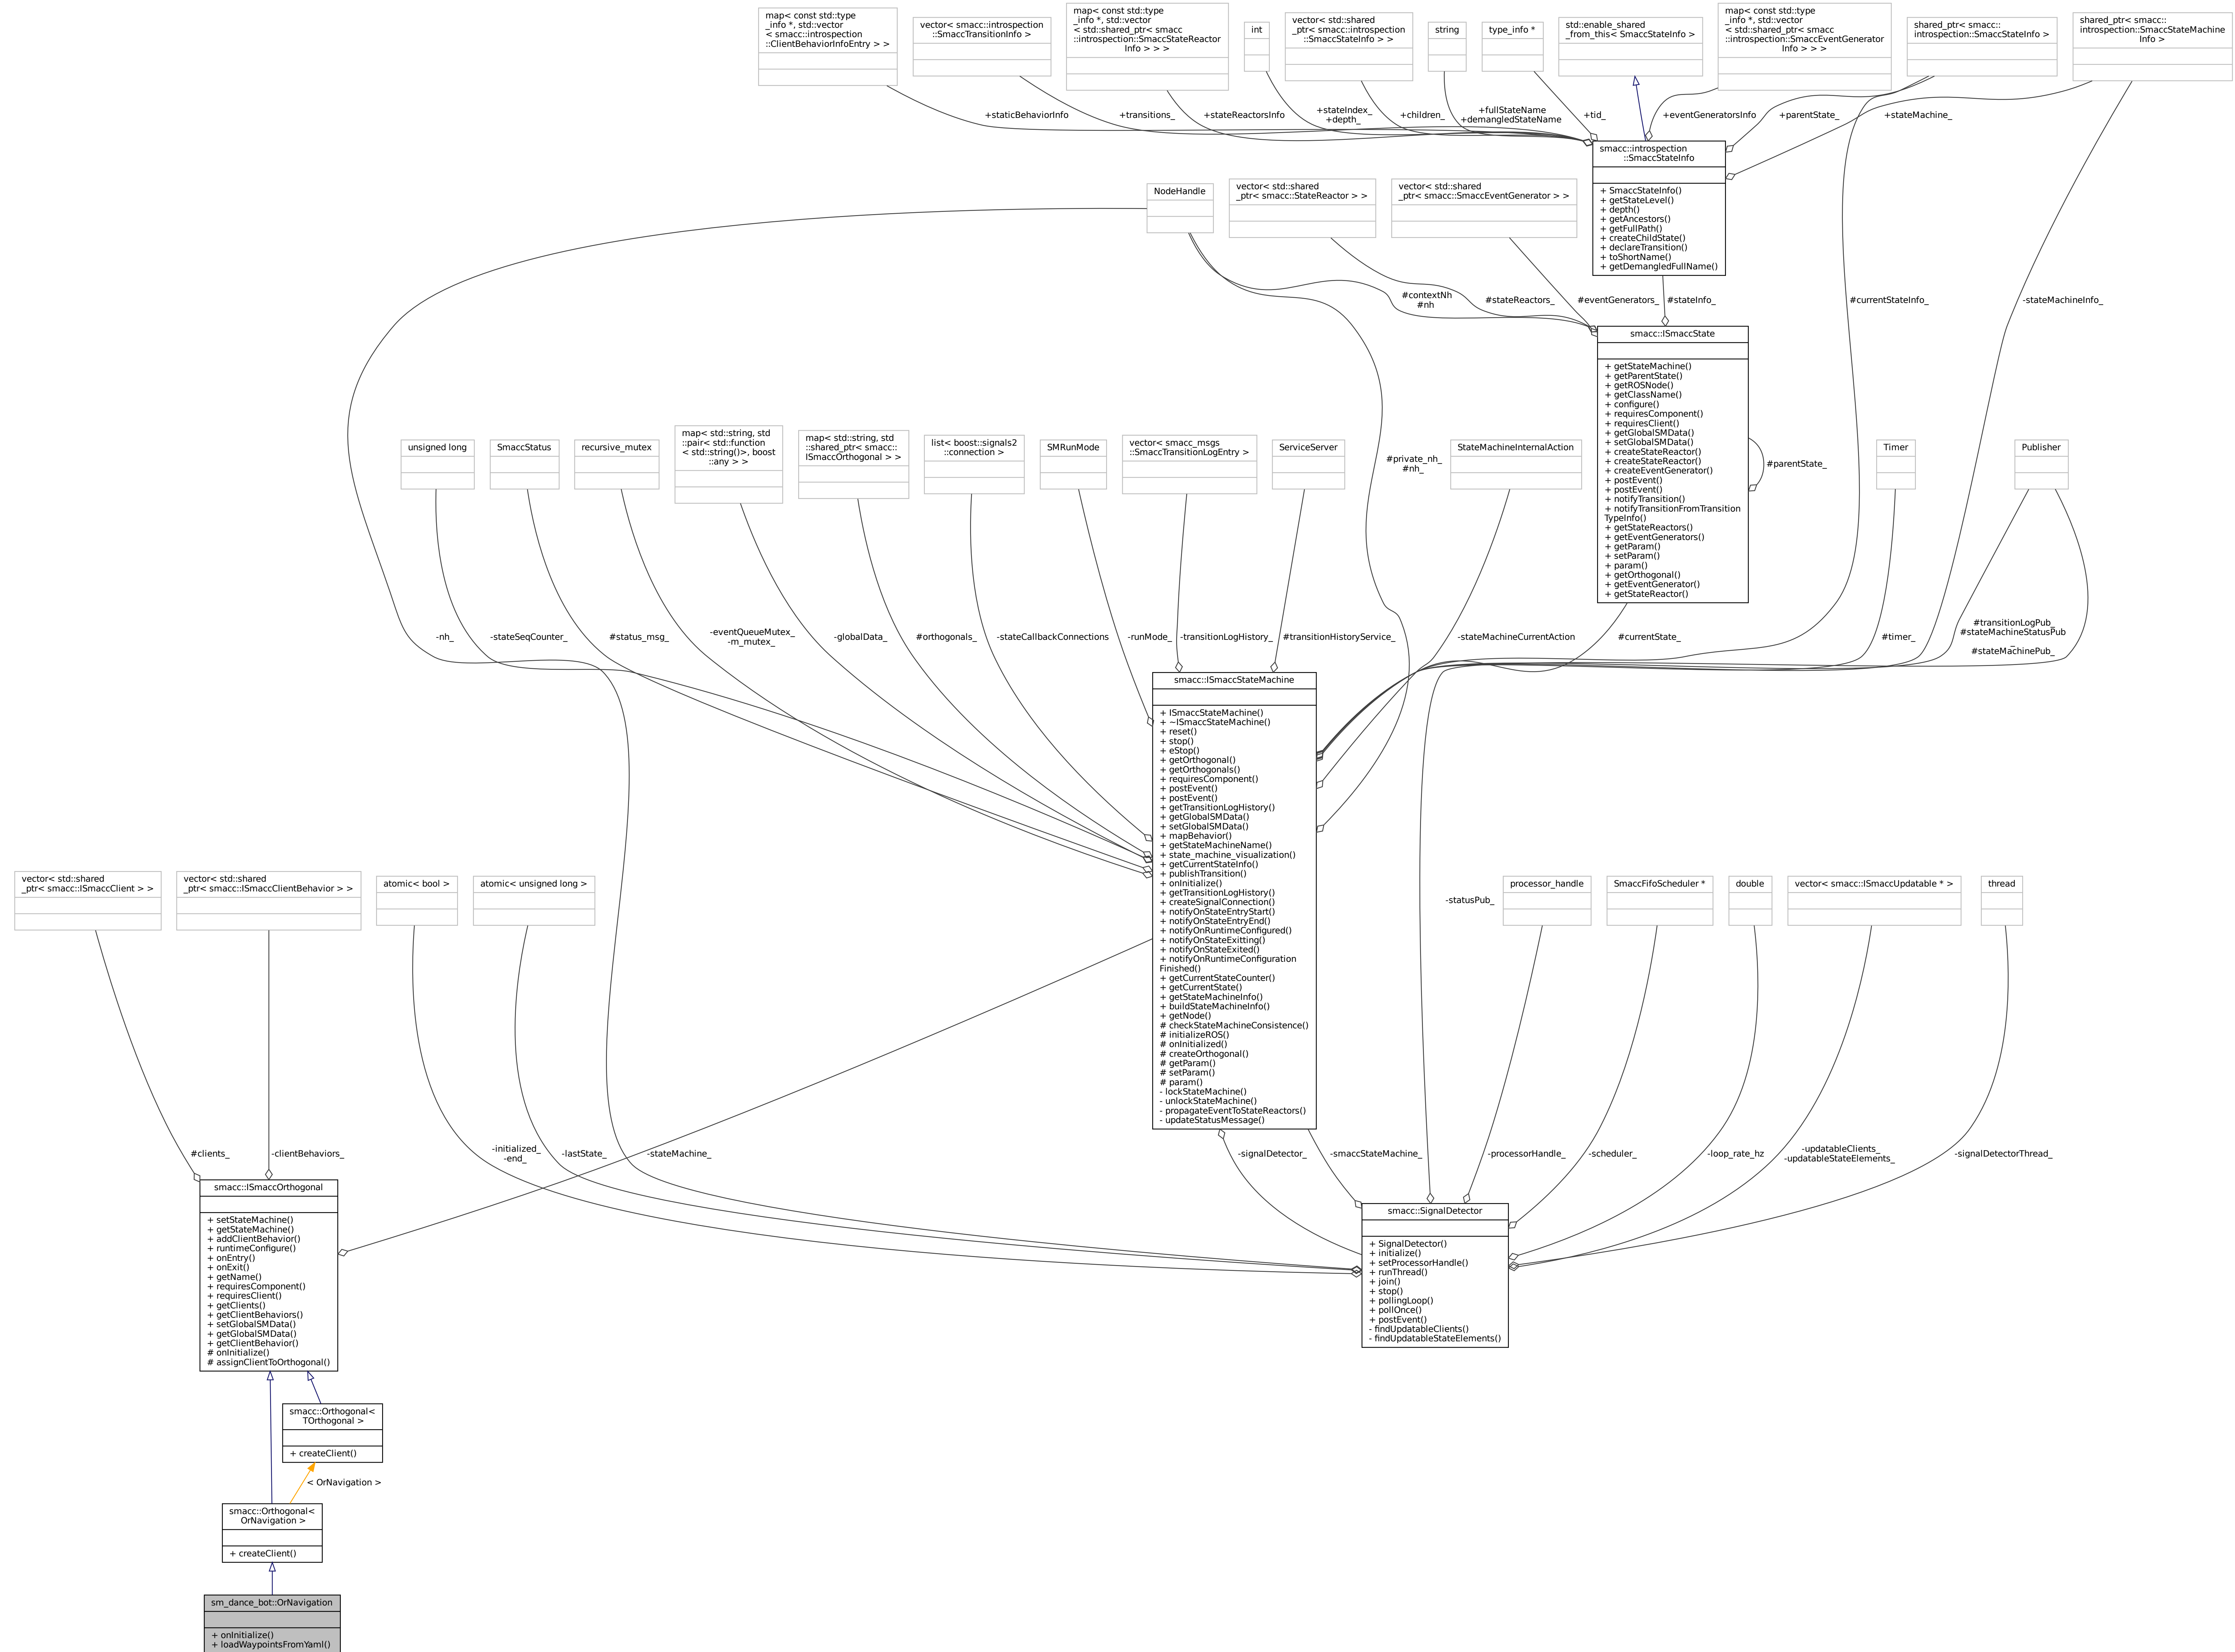 map< const std::type
_info *, std::vector
< smacc::introspection
::ClientBehaviorInfoEntry > >
vector< smacc::introspection
::SmaccTransitionInfo >
map< const std::type
_info *, std::vector
< std::shared_ptr< smacc
::introspection::SmaccStateReactor
Info > > >
int
vector< std::shared
_ptr< smacc::introspection
::SmaccStateInfo > >
string
type_info *
std::enable_shared
_from_this< SmaccStateInfo >
map< const std::type
_info *, std::vector
< std::shared_ptr< smacc
::introspection::SmaccEventGenerator
Info > > >
shared_ptr< smacc::
introspection::SmaccStateInfo >
shared_ptr< smacc::
introspection::SmaccStateMachine
Info >
+staticBehaviorInfo
+transitions_
+stateReactorsInfo
+stateIndex_
+depth_
+children_
+fullStateName
+demangledStateName
+tid_
+eventGeneratorsInfo
+parentState_
+stateMachine_
smacc::introspection
::SmaccStateInfo
+ SmaccStateInfo()
+ getStateLevel()
+ depth()
+ getAncestors()
+ getFullPath()
+ createChildState()
+ declareTransition()
+ toShortName()
+ getDemangledFullName()
NodeHandle
vector< std::shared
_ptr< smacc::StateReactor > >
vector< std::shared
_ptr< smacc::SmaccEventGenerator > >
#contextNh
#nh
#stateReactors_
#eventGenerators_
#stateInfo_
#currentStateInfo_
-stateMachineInfo_
smacc::ISmaccState
+ getStateMachine()
+ getParentState()
+ getROSNode()
+ getClassName()
+ configure()
+ requiresComponent()
+ requiresClient()
+ getGlobalSMData()
+ setGlobalSMData()
+ createStateReactor()
+ createStateReactor()
+ createEventGenerator()
+ postEvent()
+ postEvent()
+ notifyTransition()
+ notifyTransitionFromTransition
TypeInfo()
+ getStateReactors()
+ getEventGenerators()
+ getParam()
+ setParam()
+ param()
+ getOrthogonal()
+ getEventGenerator()
+ getStateReactor()
#parentState_
unsigned long
SmaccStatus
recursive_mutex
map< std::string, std
::pair< std::function
< std::string()>, boost
::any > >
map< std::string, std
::shared_ptr< smacc::
ISmaccOrthogonal > >
list< boost::signals2
::connection >
SMRunMode
vector< smacc_msgs
::SmaccTransitionLogEntry >
ServiceServer
#private_nh_
#nh_
StateMachineInternalAction
Timer
Publisher
-nh_
-stateSeqCounter_
#status_msg_
-eventQueueMutex_
-m_mutex_
-globalData_
#orthogonals_
-stateCallbackConnections
-runMode_
-transitionLogHistory_
#transitionHistoryService_
-stateMachineCurrentAction
#currentState_
#timer_
#transitionLogPub_
#stateMachineStatusPub
_
#stateMachinePub_
smacc::ISmaccStateMachine
+ ISmaccStateMachine()
+ ~ISmaccStateMachine()
+ reset()
+ stop()
+ eStop()
+ getOrthogonal()
+ getOrthogonals()
+ requiresComponent()
+ postEvent()
+ postEvent()
+ getTransitionLogHistory()
+ getGlobalSMData()
+ setGlobalSMData()
+ mapBehavior()
+ getStateMachineName()
+ state_machine_visualization()
+ getCurrentStateInfo()
+ publishTransition()
+ onInitialize()
+ getTransitionLogHistory()
+ createSignalConnection()
+ notifyOnStateEntryStart()
+ notifyOnStateEntryEnd()
+ notifyOnRuntimeConfigured()
+ notifyOnStateExitting()
+ notifyOnStateExited()
+ notifyOnRuntimeConfiguration
Finished()
+ getCurrentStateCounter()
+ getCurrentState()
+ getStateMachineInfo()
+ buildStateMachineInfo()
+ getNode()
# checkStateMachineConsistence()
# initializeROS()
# onInitialized()
# createOrthogonal()
# getParam()
# setParam()
# param()
- lockStateMachine()
- unlockStateMachine()
- propagateEventToStateReactors()
- updateStatusMessage()
vector< std::shared
_ptr< smacc::ISmaccClient > >
vector< std::shared
_ptr< smacc::ISmaccClientBehavior > >
atomic< bool >
atomic< unsigned long >
-statusPub_
processor_handle
SmaccFifoScheduler *
double
vector< smacc::ISmaccUpdatable * >
thread
#clients_
-clientBehaviors_
-initialized_
-end_
-lastState_
-stateMachine_
-signalDetector_
-smaccStateMachine_
-processorHandle_
-scheduler_
-loop_rate_hz
-updatableClients_
-updatableStateElements_
-signalDetectorThread_
smacc::ISmaccOrthogonal
+ setStateMachine()
+ getStateMachine()
+ addClientBehavior()
+ runtimeConfigure()
+ onEntry()
+ onExit()
+ getName()
+ requiresComponent()
+ requiresClient()
+ getClients()
+ getClientBehaviors()
+ setGlobalSMData()
+ getGlobalSMData()
+ getClientBehavior()
# onInitialize()
# assignClientToOrthogonal()
smacc::SignalDetector
+ SignalDetector()
+ initialize()
+ setProcessorHandle()
+ runThread()
+ join()
+ stop()
+ pollingLoop()
+ pollOnce()
+ postEvent()
- findUpdatableClients()
- findUpdatableStateElements()
smacc::Orthogonal<
TOrthogonal >
+ createClient()
< OrNavigation >
smacc::Orthogonal<
OrNavigation >
+ createClient()
sm_dance_bot::OrNavigation
+ onInitialize()
+ loadWaypointsFromYaml()